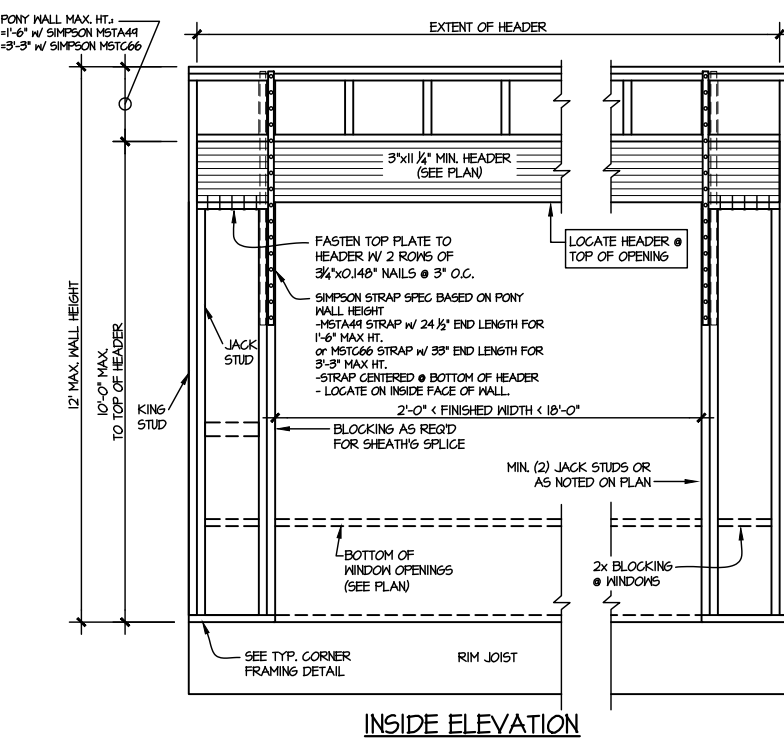 PONY WALL MAX. HT.:
=1'-6" W/ SIMPSON MSTA49
=3'-3" W/ SIMPSON MSTC66
EXTENT OF HEADER
3"x11 1/4" MIN. HEADER
(SEE PLAN)
FASTEN TOP PLATE TO
HEADER W/ 2 ROWS OF
3 1/4"x0.148" NAILS @ 3" O.C.
LOCATE HEADER @
TOP OF OPENING
SIMPSON STRAP SPEC BASED ON PONY
WALL HEIGHT
-MSTA49 STRAP W/ 24 1/2" END LENGTH FOR
1'-6" MAX HT.
or MSTC66 STRAP W/ 33" END LENGTH FOR
3'-3" MAX HT.
-STRAP CENTERED @ BOTTOM OF HEADER
- LOCATE ON INSIDE FACE OF WALL.
12' MAX. WALL HEIGHT
10'-0" MAX.
TO TOP OF HEADER
JACK
STUD
KING
STUD
2'-0" < FINISHED WIDTH < 18'-0"
BLOCKING AS REQ'D
FOR SHEATH'G SPLICE
MIN. (2) JACK STUDS OR
AS NOTED ON PLAN
BOTTOM OF
WINDOW OPENINGS
(SEE PLAN)
2x BLOCKING
@ WINDOWS
SEE TYP. CORNER
FRAMING DETAIL
RIM JOIST
INSIDE ELEVATION